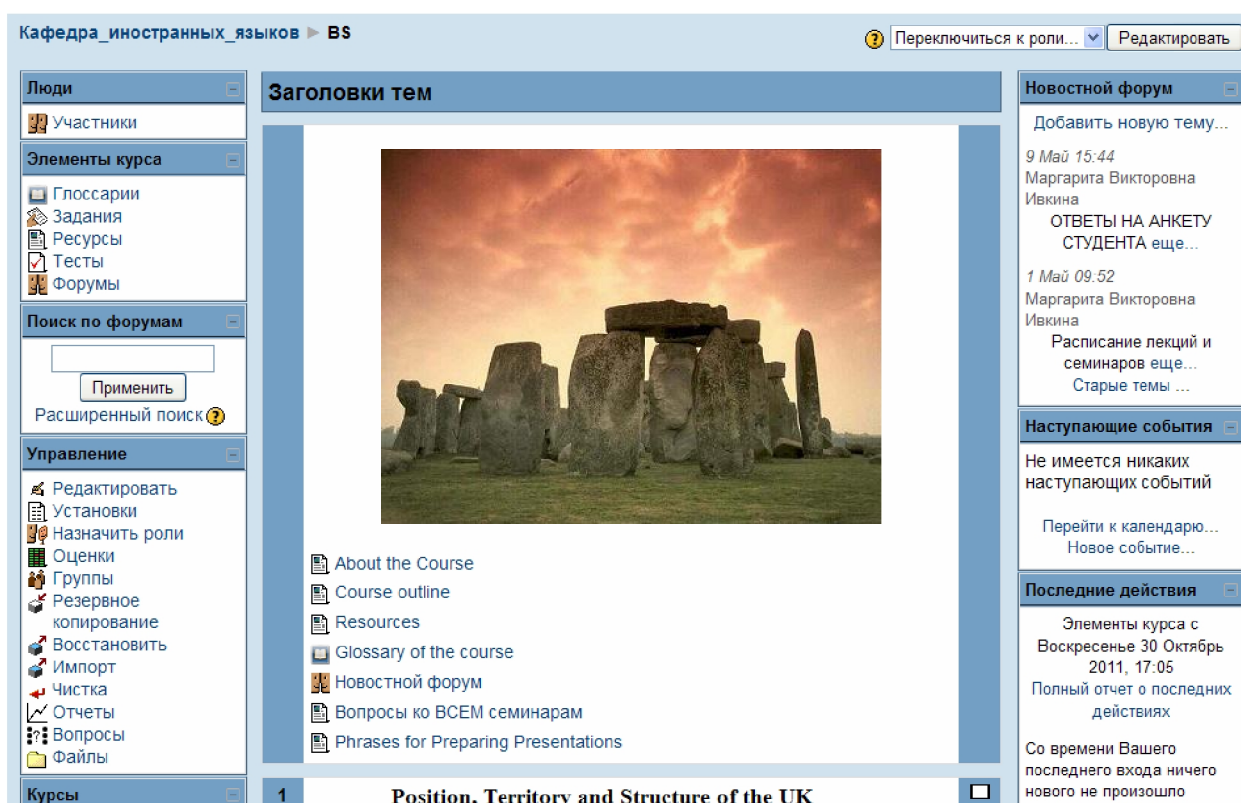 Кафедра_иностранных_языков ▶ BS
Переключиться к роли...
Редактировать
Люди
Участники
Элементы курса
Глоссарии
Задания
Ресурсы
Тесты
Форумы
Поиск по форумам
Применить
Расширенный поиск
Управление
Редактировать
Установки
Назначить роли
Оценки
Группы
Резервное
копирование
Восстановить
Импорт
Чистка
Отчеты
Вопросы
Файлы
Курсы
Заголовки тем
About the Course
Course outline
Resources
Glossary of the course
Новостной форум
Вопросы ко ВСЕМ семинарам
Phrases for Preparing Presentations
1
Position, Territory and Structure of the UK
Новостной форум
Добавить новую тему...
9 Май 15:44
Маргарита Викторовна
Ивкина
ОТВЕТЫ НА АНКЕТУ
СТУДЕНТА еще...
1 Май 09:52
Маргарита Викторовна
Ивкина
Расписание лекций и
семинаров еще...
Старые темы ...
Наступающие события
Не имеется никаких
наступающих событий
Перейти к календарю...
Новое событие...
Последние действия
Элементы курса с
Воскресенье 30 Октябрь
2011, 17:05
Полный отчет о последних
действиях
Со времени Вашего
последнего входа ничего
нового не произошло